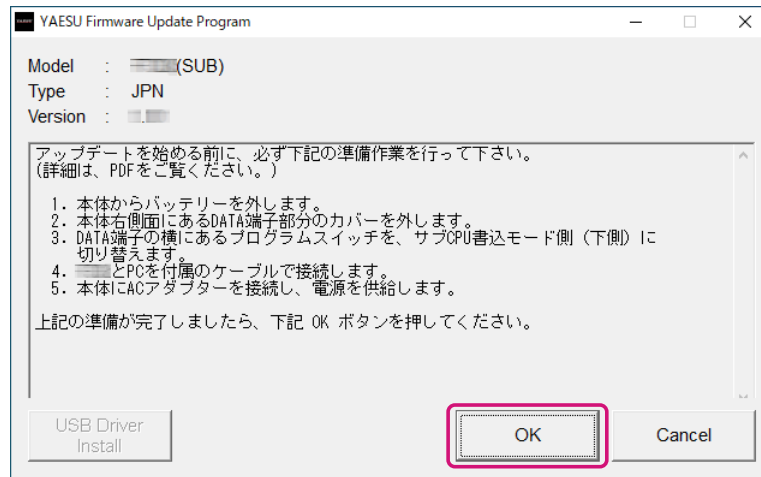 YAESU Firmware Update Program
Model : (SUB)
Type : JPN
Version :
アップデートを始める前に、必ず下記の準備作業を行って下さい。
(詳細は、PDFをご覧ください。)
1. 本体からバッテリーを外します。
2. 本体右側面にあるDATA端子部分のカバーを外します。
3. DATA端子の横にあるプログラムスイッチを、サブCPU書込モード側（下側）に
切り替えます。
4. とPCを付属のケーブルで接続します。
5. 本体にACアダプターを接続し、電源を供給します。
上記の準備が完了しましたら、下記 OK ボタンを押してください。
USB Driver
Install
OK
Cancel